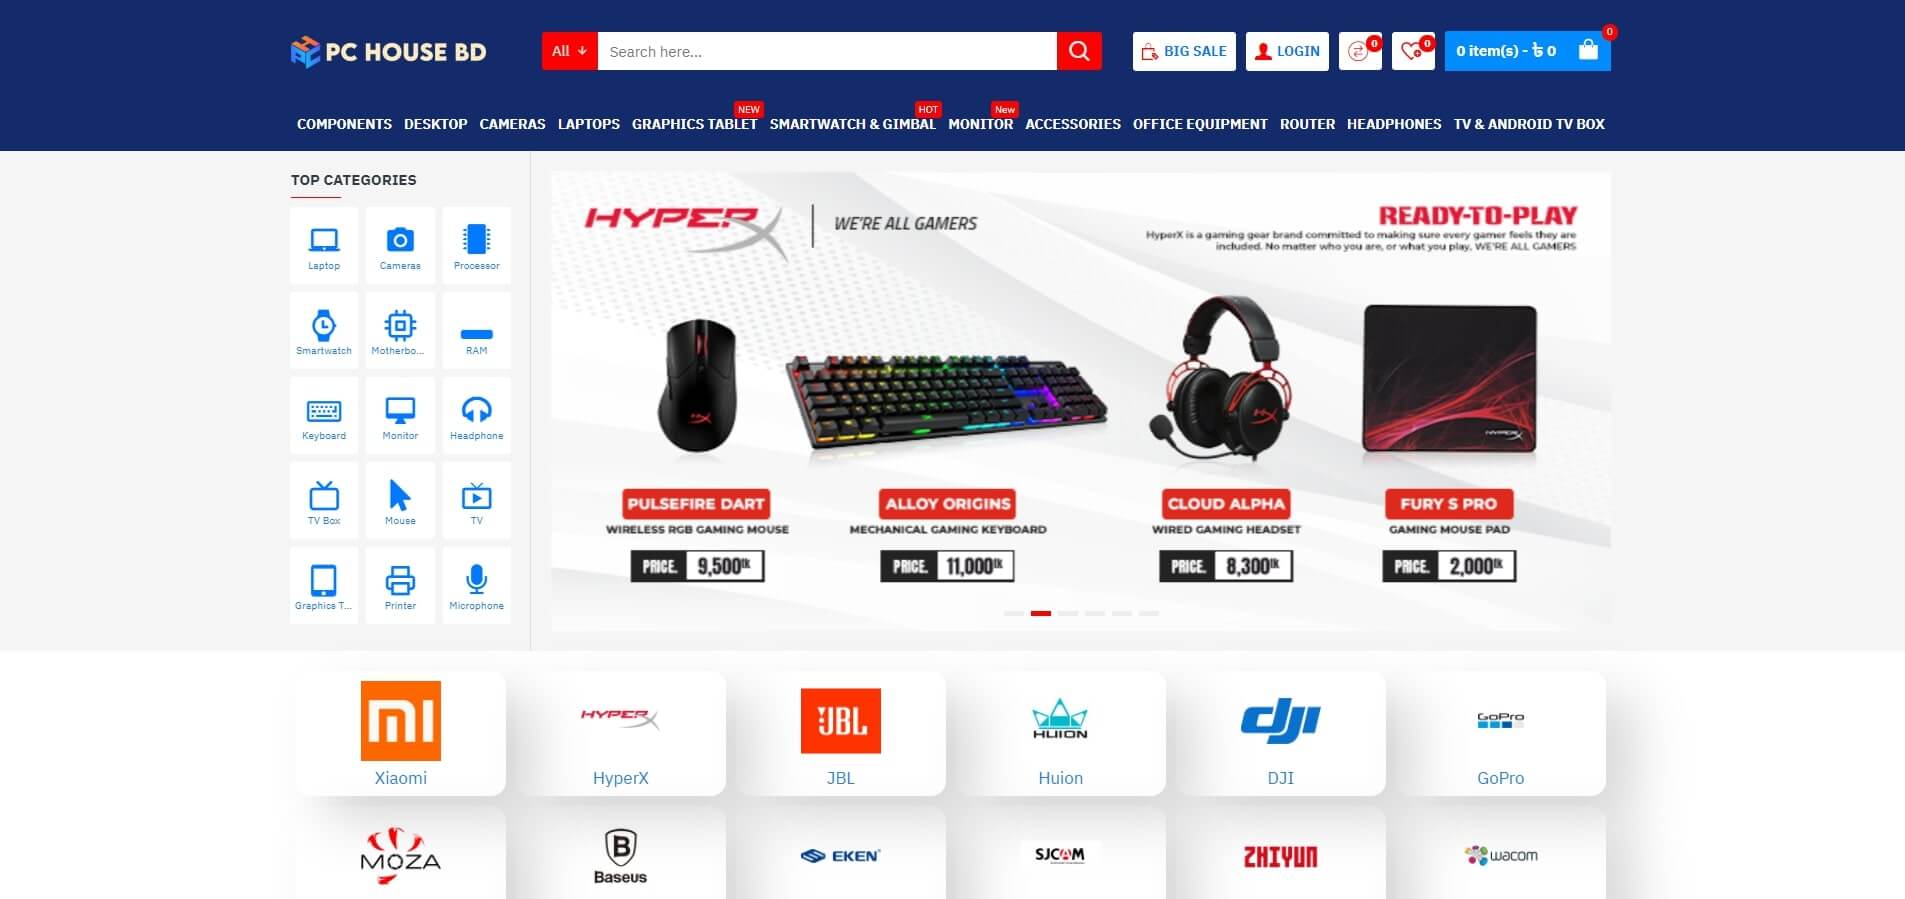 PC HOUSE BD
All
Search here...
BIG SALE
LOGIN
0
0
0 item(s) - ৳ 0
0
COMPONENTS DESKTOP CAMERAS LAPTOPS GRAPHICS TABLET NEW SMARTWATCH & GIMBAL HOT MONITOR New ACCESSORIES OFFICE EQUIPMENT ROUTER HEADPHONES TV & ANDROID TV BOX
TOP CATEGORIES
Laptop Cameras Processor
Smartwatch Motherbo... RAM
Keyboard Monitor Headphone
TV Box Mouse TV
Graphics T... Printer Microphone
HYPERX
WE'RE ALL GAMERS
READY-TO-PLAY
HyperX is a gaming gear brand committed to making sure every gamer feels they are
included. No matter who you are, or what you play, WE'RE ALL GAMERS
HYPERX
PULSEFIRE DART
WIRELESS RGB GAMING MOUSE
PRICE. 9,500tk
ALLOY ORIGINS
MECHANICAL GAMING KEYBOARD
PRICE. 11,000tk
CLOUD ALPHA
WIRED GAMING HEADSET
PRICE. 8,300tk
FURY S PRO
GAMING MOUSE PAD
PRICE. 2,000tk
mi
Xiaomi
HYPERX
HyperX
JBL
JBL
HUION
Huion
dji
DJI
GoPro
GoPro
MOZA
B
Baseus
EKEN
SJCAM
ZHIYUN
wacom